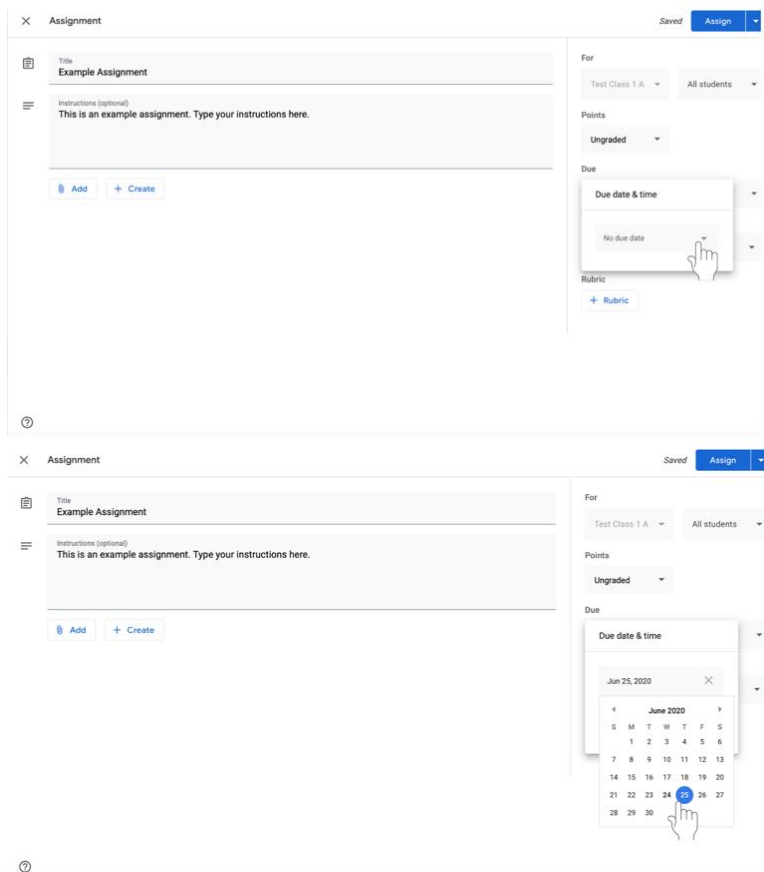 Assignment
Saved
Assign
Title
Example Assignment
Instructions (optional)
This is an example assignment. Type your instructions here.
Add
+ Create
For
Test Class 1 A
All students
Points
Ungraded
Due
Due date & time
No due date
Rubric
+ Rubric
Assignment
Saved
Assign
Title
Example Assignment
Instructions (optional)
This is an example assignment. Type your instructions here.
Add
+ Create
For
Test Class 1 A
All students
Points
Ungraded
Due
Due date & time
Jun 25, 2020
June 2020
S M T W T F S
1 2 3 4 5 6
7 8 9 10 11 12 13
14 15 16 17 18 19 20
21 22 23 24 25 26 27
28 29 30